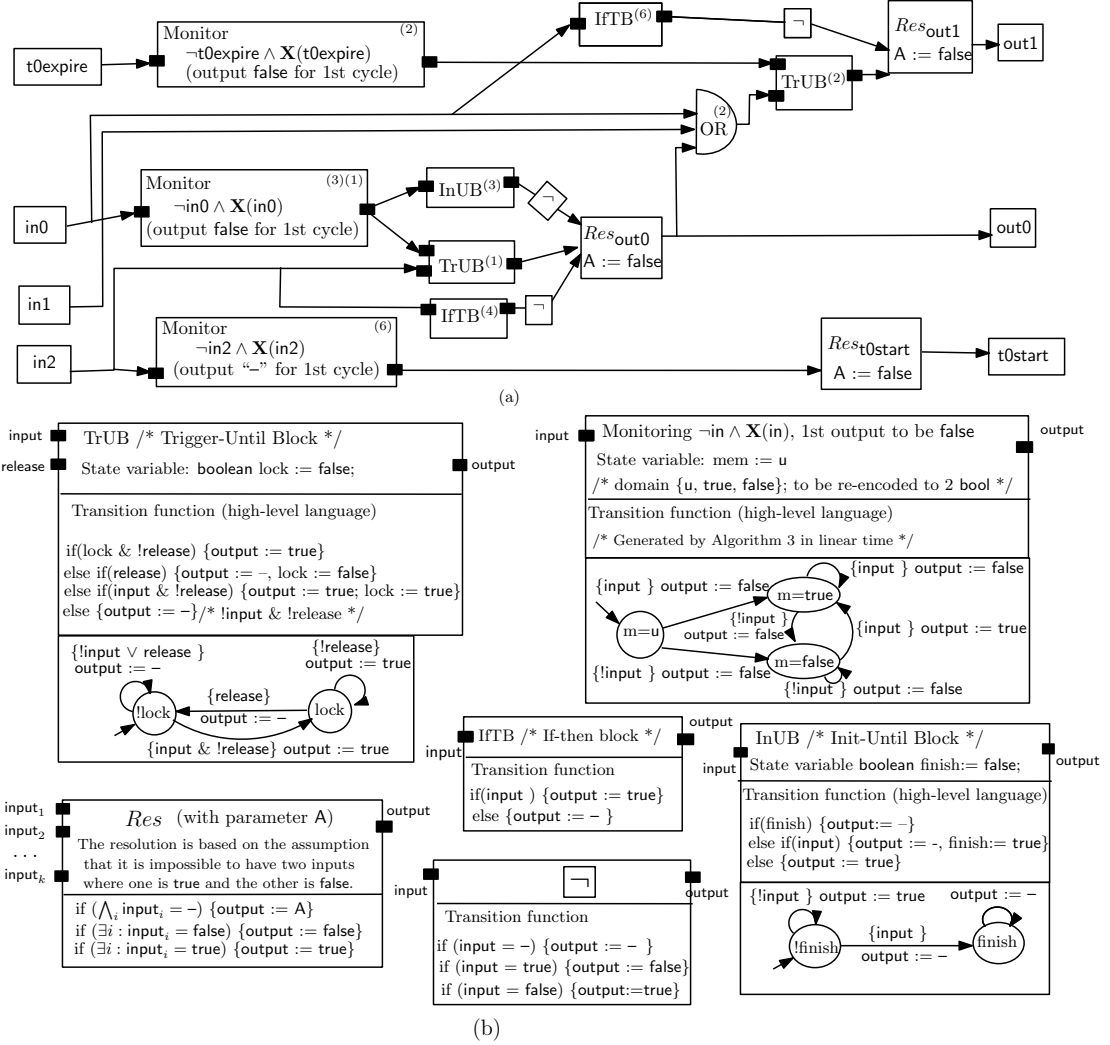 t0expire
Monitor (2)
¬t0expire ∧ X(t0expire)
(output false for 1st cycle)
IfTB(6)
¬
Res out1
A := false
out1
TrUB(2)
(2)
OR
in0
Monitor (3)(1)
¬in0 ∧ X(in0)
(output false for 1st cycle)
InUB(3)
¬
TrUB(1)
Res out0
A := false
out0
in1
IfTB(4)
¬
in2
Monitor (6)
¬in2 ∧ X(in2)
(output “–” for 1st cycle)
Res t0start
A := false
t0start
(a)
input
release
output
TrUB /* Trigger-Until Block */
State variable: boolean lock := false;
Transition function (high-level language)
if(lock & !release) {output := true}
else if(release) {output := –, lock := false}
else if(input & !release) {output := true; lock := true}
else {output := –}/* !input & !release */
{!input ∨ release }
output := –
{!release}
output := true
!lock
{release}
output := –
lock
{input & !release} output := true
input
output
Monitoring ¬in ∧ X(in), 1st output to be false
State variable: mem := u
/* domain {u, true, false}; to be re-encoded to 2 bool */
Transition function (high-level language)
/* Generated by Algorithm 3 in linear time */
{input } output := false
{input } output := false
m=true
{!input }
output := false
m=u
{input } output := true
m=false
{!input } output := false
{!input } output := false
input
output
IfTB /* If-then block */
Transition function
if(input ) {output := true}
else {output := – }
input
output
InUB /* Init-Until Block */
State variable boolean finish:= false;
Transition function (high-level language)
if(finish) {output:= –}
else if(input) {output := -, finish:= true}
else {output := true}
{!input } output := true
output := –
!finish
{input }
output := –
finish
input1
input2
...
inputk
output
Res (with parameter A)
The resolution is based on the assumption
that it is impossible to have two inputs
where one is true and the other is false.
if (⋀i inputi = –) {output := A}
if (∃i : inputi = false) {output := false}
if (∃i : inputi = true) {output := true}
input
output
¬
Transition function
if (input = –) {output := – }
if (input = true) {output := false}
if (input = false) {output:=true}
(b)